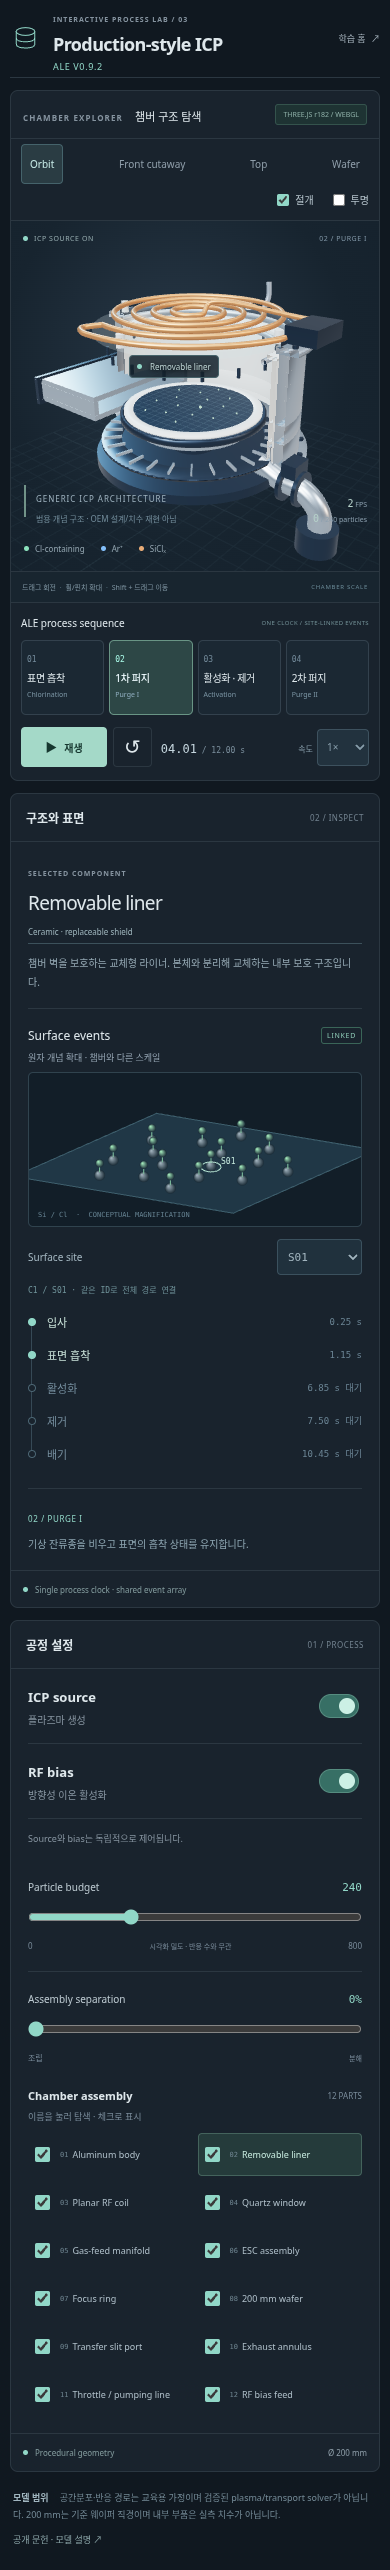 INTERACTIVE PROCESS LAB / 03
Production-style ICP
학습 홈 ↗
ALE V0.9.2
CHAMBER EXPLORER 챔버 구조 탐색
THREE.JS r182 / WEBGL
Orbit Front cutaway Top Wafer
절개 투명
ICP SOURCE ON
02 / PURGE I
Removable liner
GENERIC ICP ARCHITECTURE
범용 개념 구조 · OEM 설계/치수 재현 아님
2 FPS
particles
Cl-containing Ar⁺ SiClₓ
드래그 회전 · 휠/핀치 확대 · Shift + 드래그 이동
CHAMBER SCALE
ALE process sequence
ONE CLOCK / SITE-LINKED EVENTS
01 02 03 04
표면 흡착 1차 퍼지 활성화 · 제거 2차 퍼지
Chlorination Purge I Activation Purge II
▶ 재생 ↺ 04.01 / 12.00 s 속도 1×
구조와 표면
02 / INSPECT
SELECTED COMPONENT
Removable liner
Ceramic · replaceable shield
챔버 벽을 보호하는 교체형 라이너. 본체와 분리해 교체하는 내부 보호 구조입니
다.
Surface events
LINKED
원자 개념 확대 · 챔버와 다른 스케일
S01
Si / Cl · CONCEPTUAL MAGNIFICATION
Surface site S01
C1 / S01 · 같은 ID로 전체 경로 연결
입사 0.25 s
표면 흡착 1.15 s
활성화 6.85 s 대기
제거 7.50 s 대기
배기 10.45 s 대기
02 / PURGE I
기상 잔류종을 비우고 표면의 흡착 상태를 유지합니다.
Single process clock · shared event array
공정 설정
01 / PROCESS
ICP source
플라즈마 생성
RF bias
방향성 이온 활성화
Source와 bias는 독립적으로 제어됩니다.
Particle budget 240
0 시각화 밀도 · 반응 수와 무관 800
Assembly separation 0%
조립 분해
Chamber assembly
12 PARTS
이름을 눌러 탐색 · 체크로 표시
01 Aluminum body
02 Removable liner
03 Planar RF coil
04 Quartz window
05 Gas-feed manifold
06 ESC assembly
07 Focus ring
08 200 mm wafer
09 Transfer slit port
10 Exhaust annulus
11 Throttle / pumping line
12 RF bias feed
Procedural geometry
Ø 200 mm
모델 범위 공간분포·반응 경로는 교육용 가정이며 검증된 plasma/transport solver가 아닙니
다. 200 mm는 기준 웨이퍼 직경이며 내부 부품은 실측 치수가 아닙니다.
공개 문헌 · 모델 설명 ↗